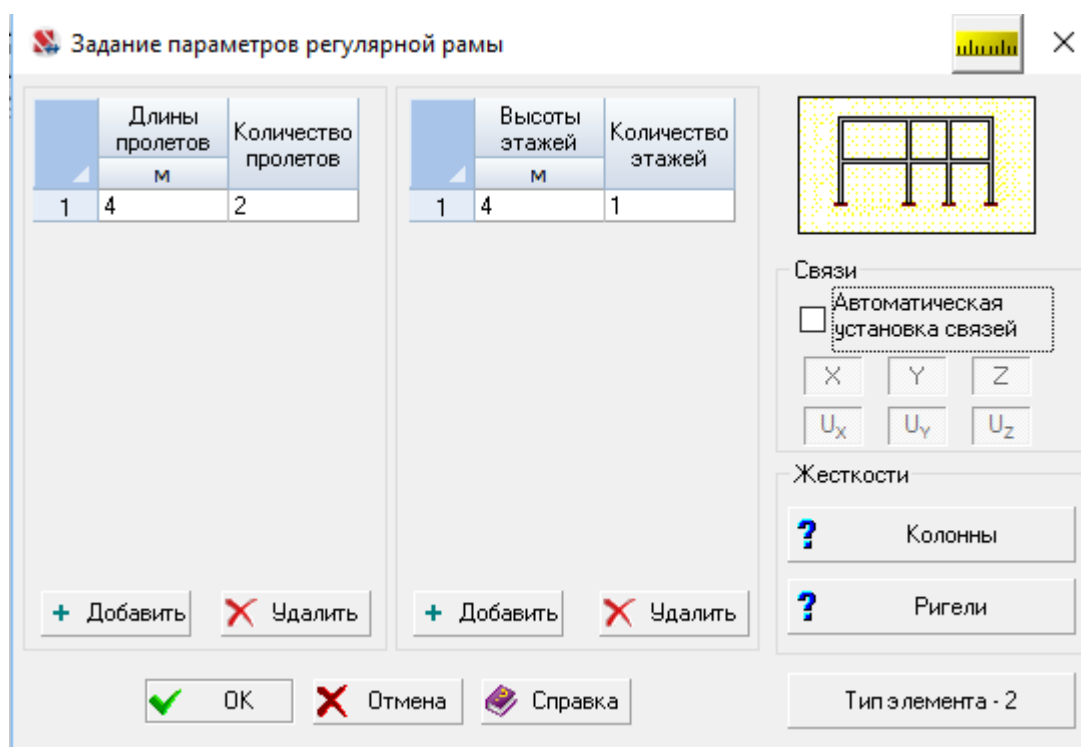 Задание параметров регулярной рамы
Длины
пролетов
Количество
пролетов
м
1 4 2
Высоты
этажей
Количество
этажей
м
1 4 1
Связи
Автоматическая
установка связей
X Y Z
UX UY UZ
Жесткости
? Колонны
? Ригели
Добавить Удалить
Добавить Удалить
OK Отмена Справка
Тип элемента - 2